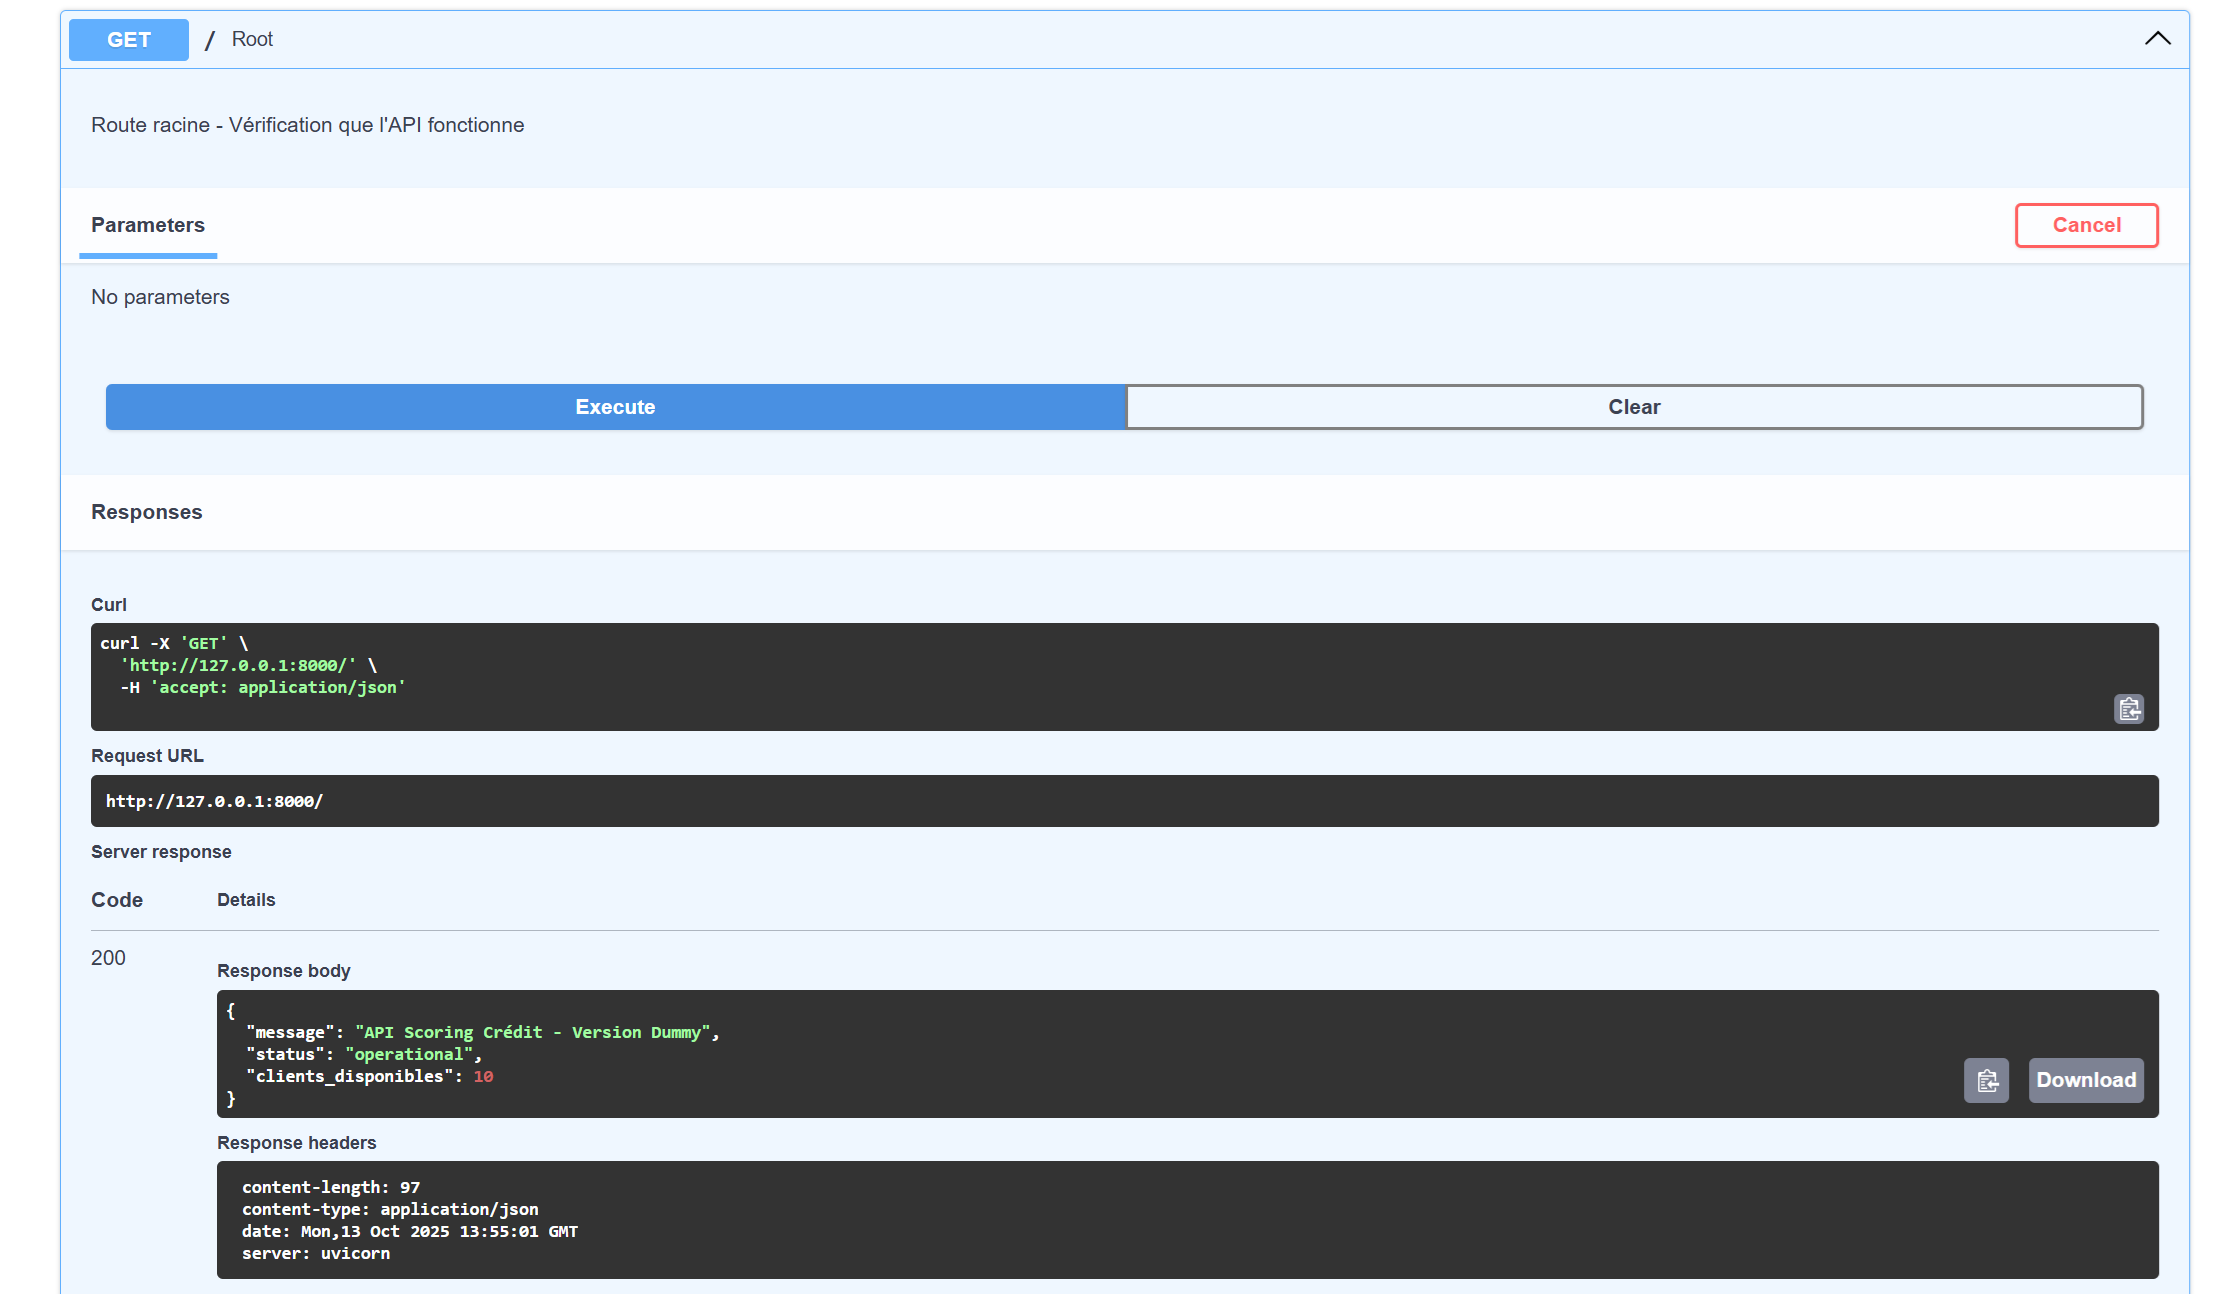 GET / Root
Route racine - Vérification que l'API fonctionne
Parameters
Cancel
No parameters
Execute
Clear
Responses
Curl
curl -X 'GET' \
  'http://127.0.0.1:8000/' \
  -H 'accept: application/json'
Request URL
http://127.0.0.1:8000/
Server response
Code Details
200
Response body
{
  "message": "API Scoring Crédit - Version Dummy",
  "status": "operational",
  "clients_disponibles": 10
}
Download
Response headers
content-length: 97
content-type: application/json
date: Mon,13 Oct 2025 13:55:01 GMT
server: uvicorn